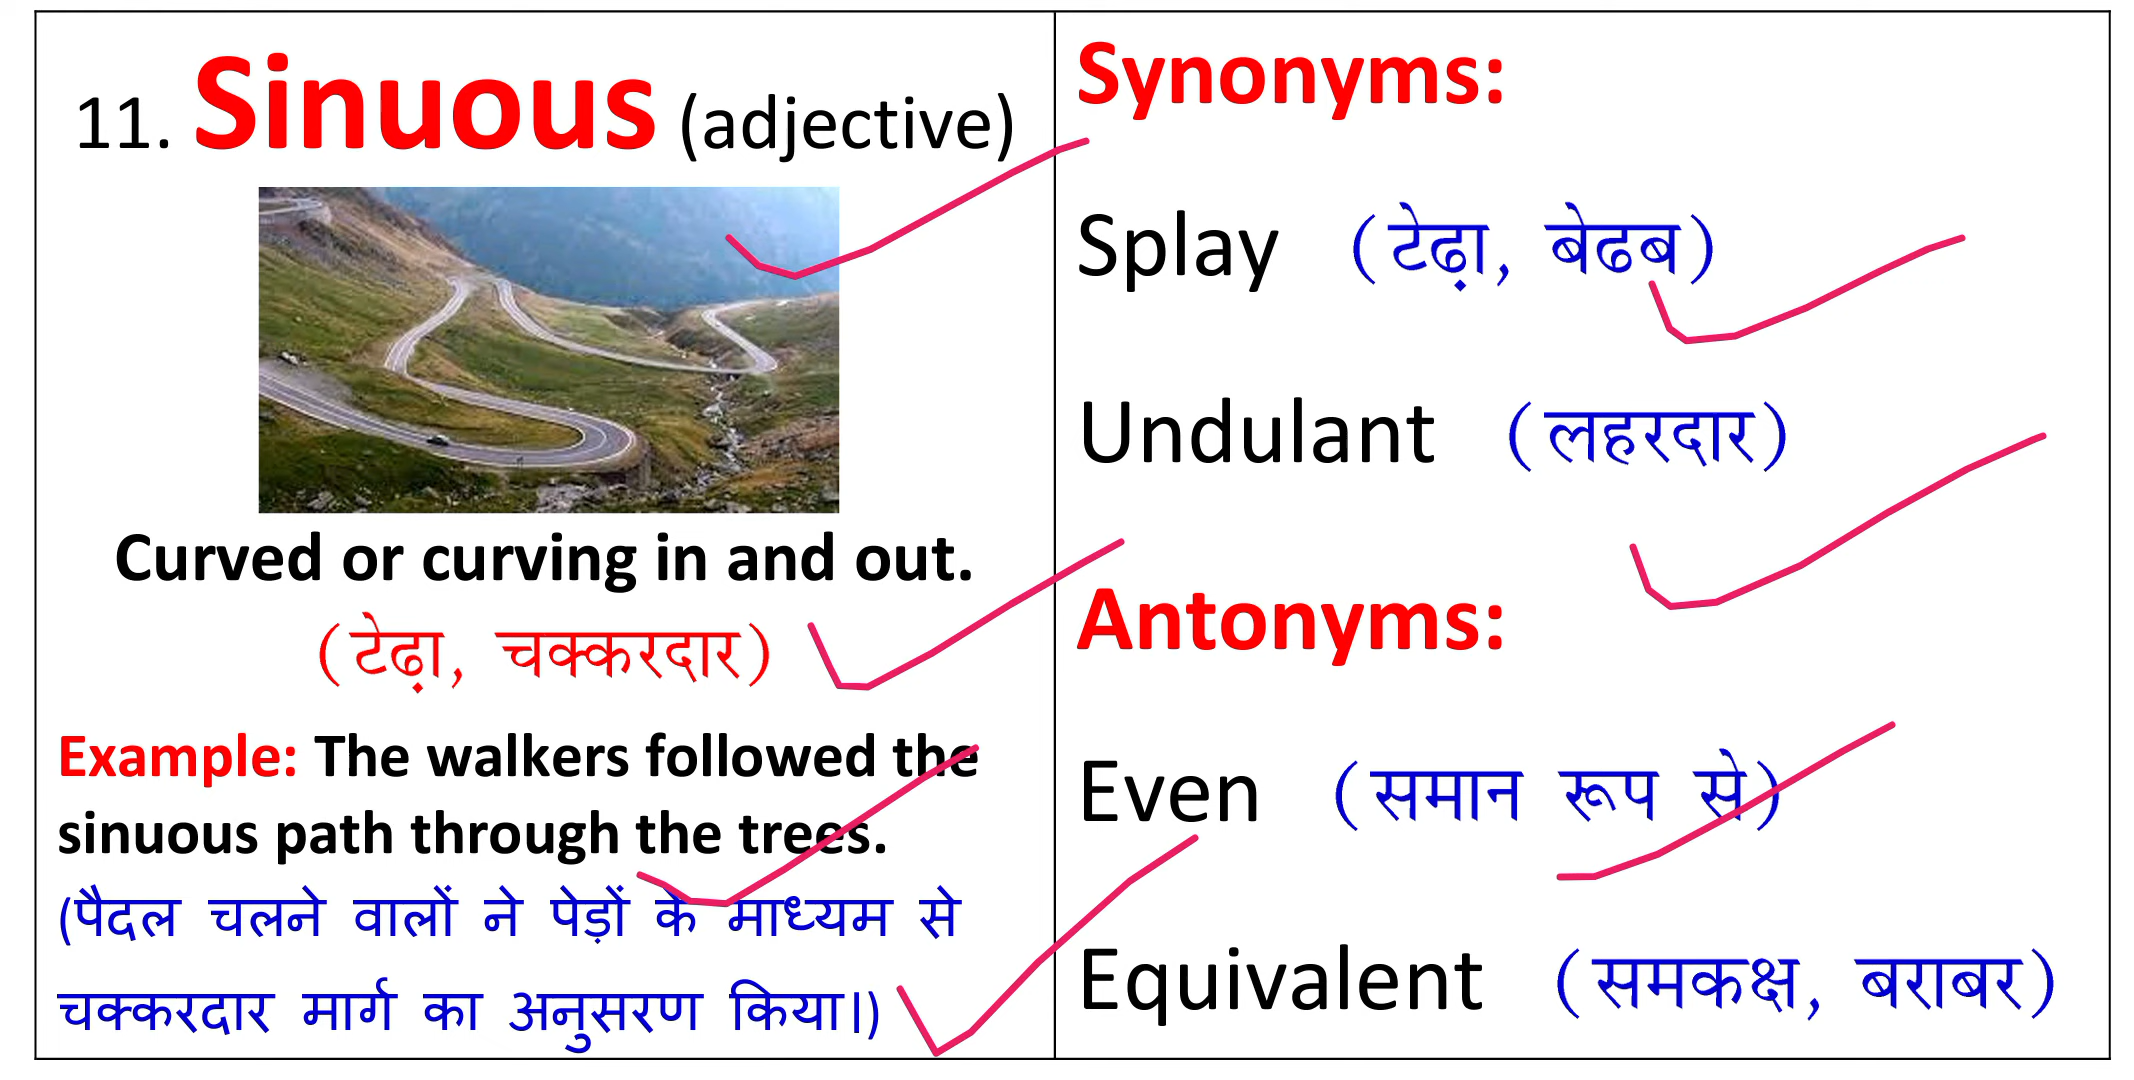 11. Sinuous (adjective)
Curved or curving in and out.
(टेढ़ा, चक्करदार)
Example: The walkers followed the
sinuous path through the trees.
(पैदल चलने वालों ने पेड़ों के माध्यम से
चक्करदार मार्ग का अनुसरण किया।)
Synonyms:
Splay (टेढ़ा, बेढब)
Undulant (लहरदार)
Antonyms:
Even (समान रूप से)
Equivalent (समकक्ष, बराबर)